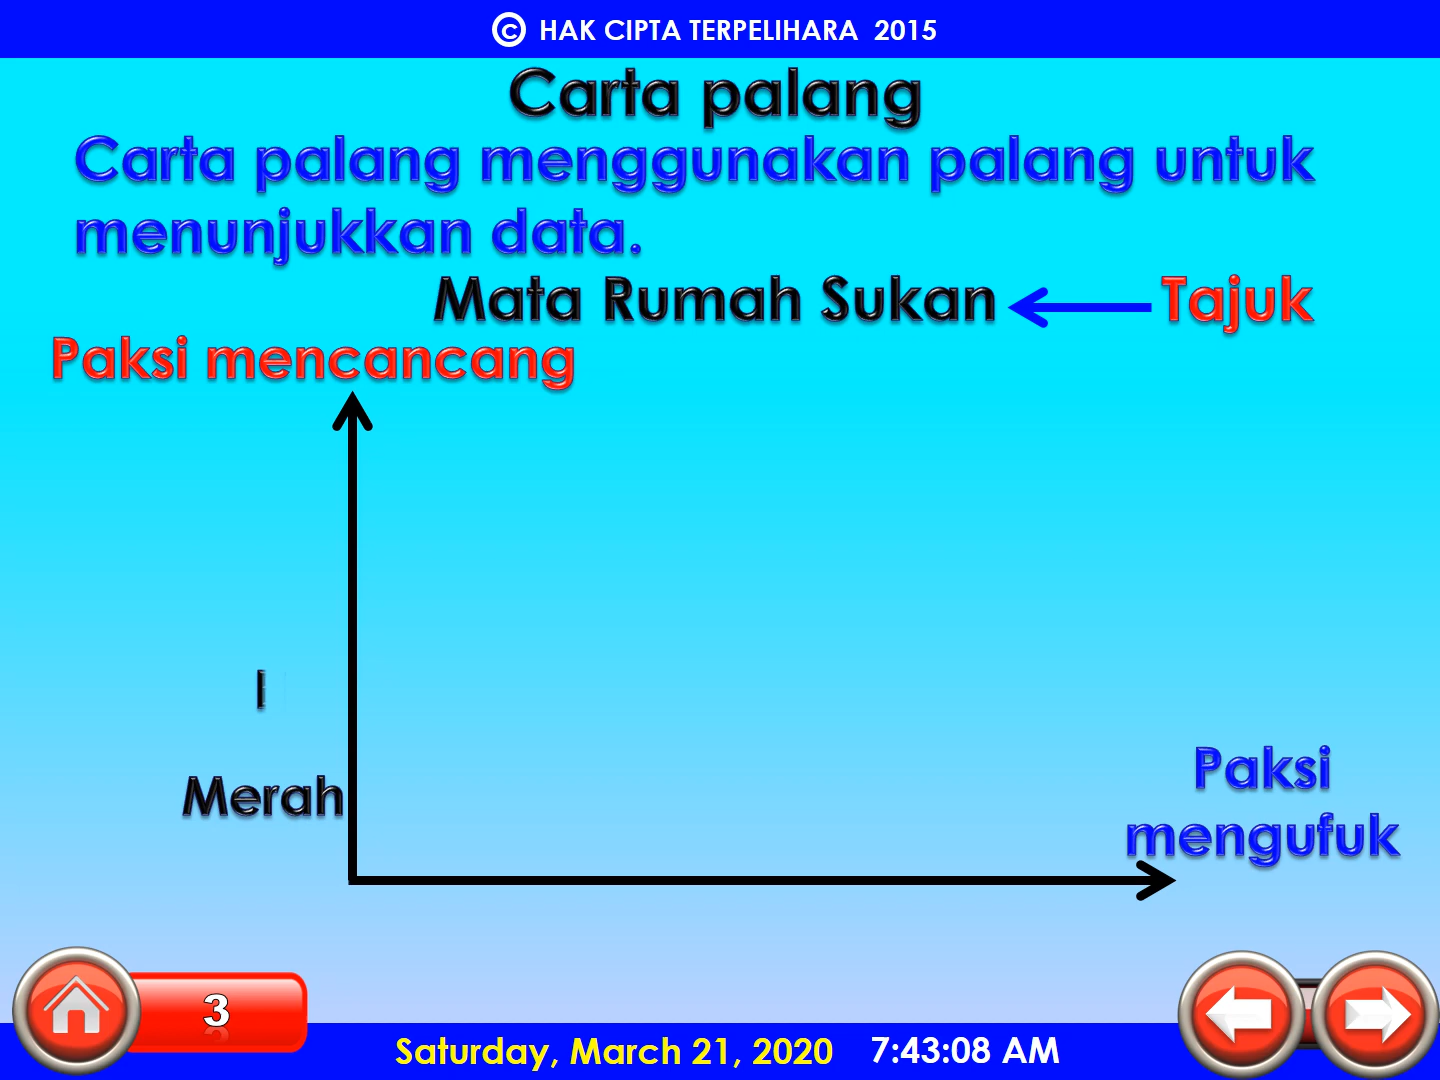 © HAK CIPTA TERPELIHARA 2015
Carta palang
Carta palang menggunakan palang untuk
menunjukkan data.
Mata Rumah Sukan
Tajuk
Paksi mencancang
Merah
Paksi
mengufuk
3
Saturday, March 21, 2020 7:43:08 AM